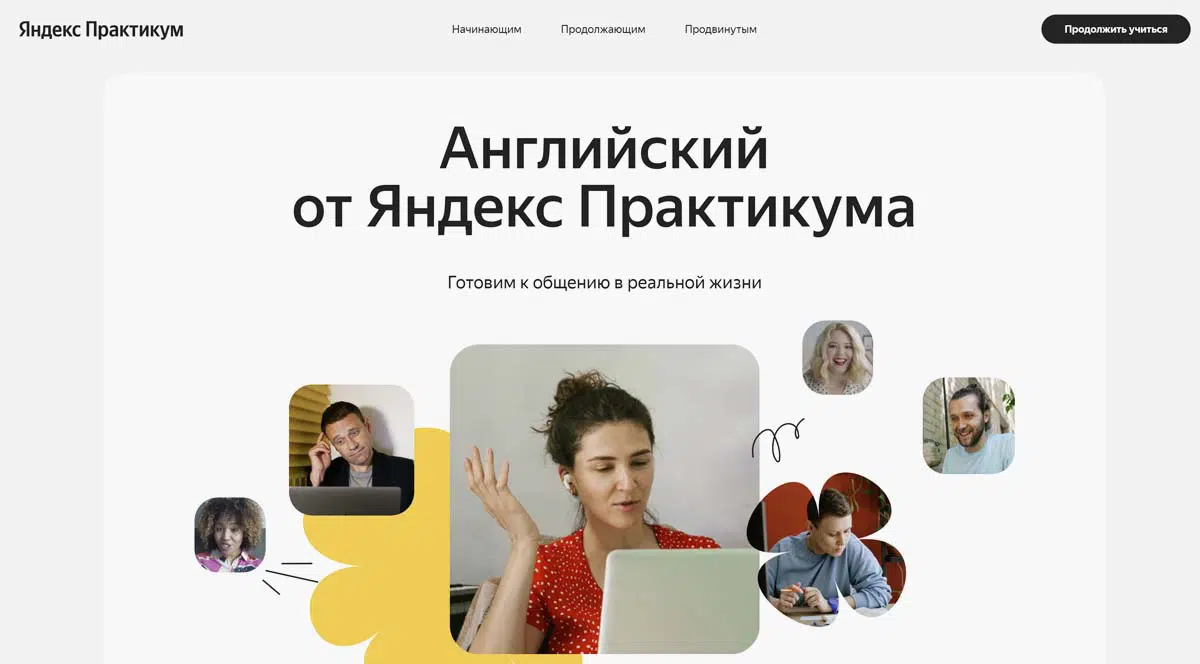 Яндекс Практикум
Начинающим
Продолжающим
Продвинутым
Продолжить учиться
Английский
от Яндекс Практикума
Готовим к общению в реальной жизни